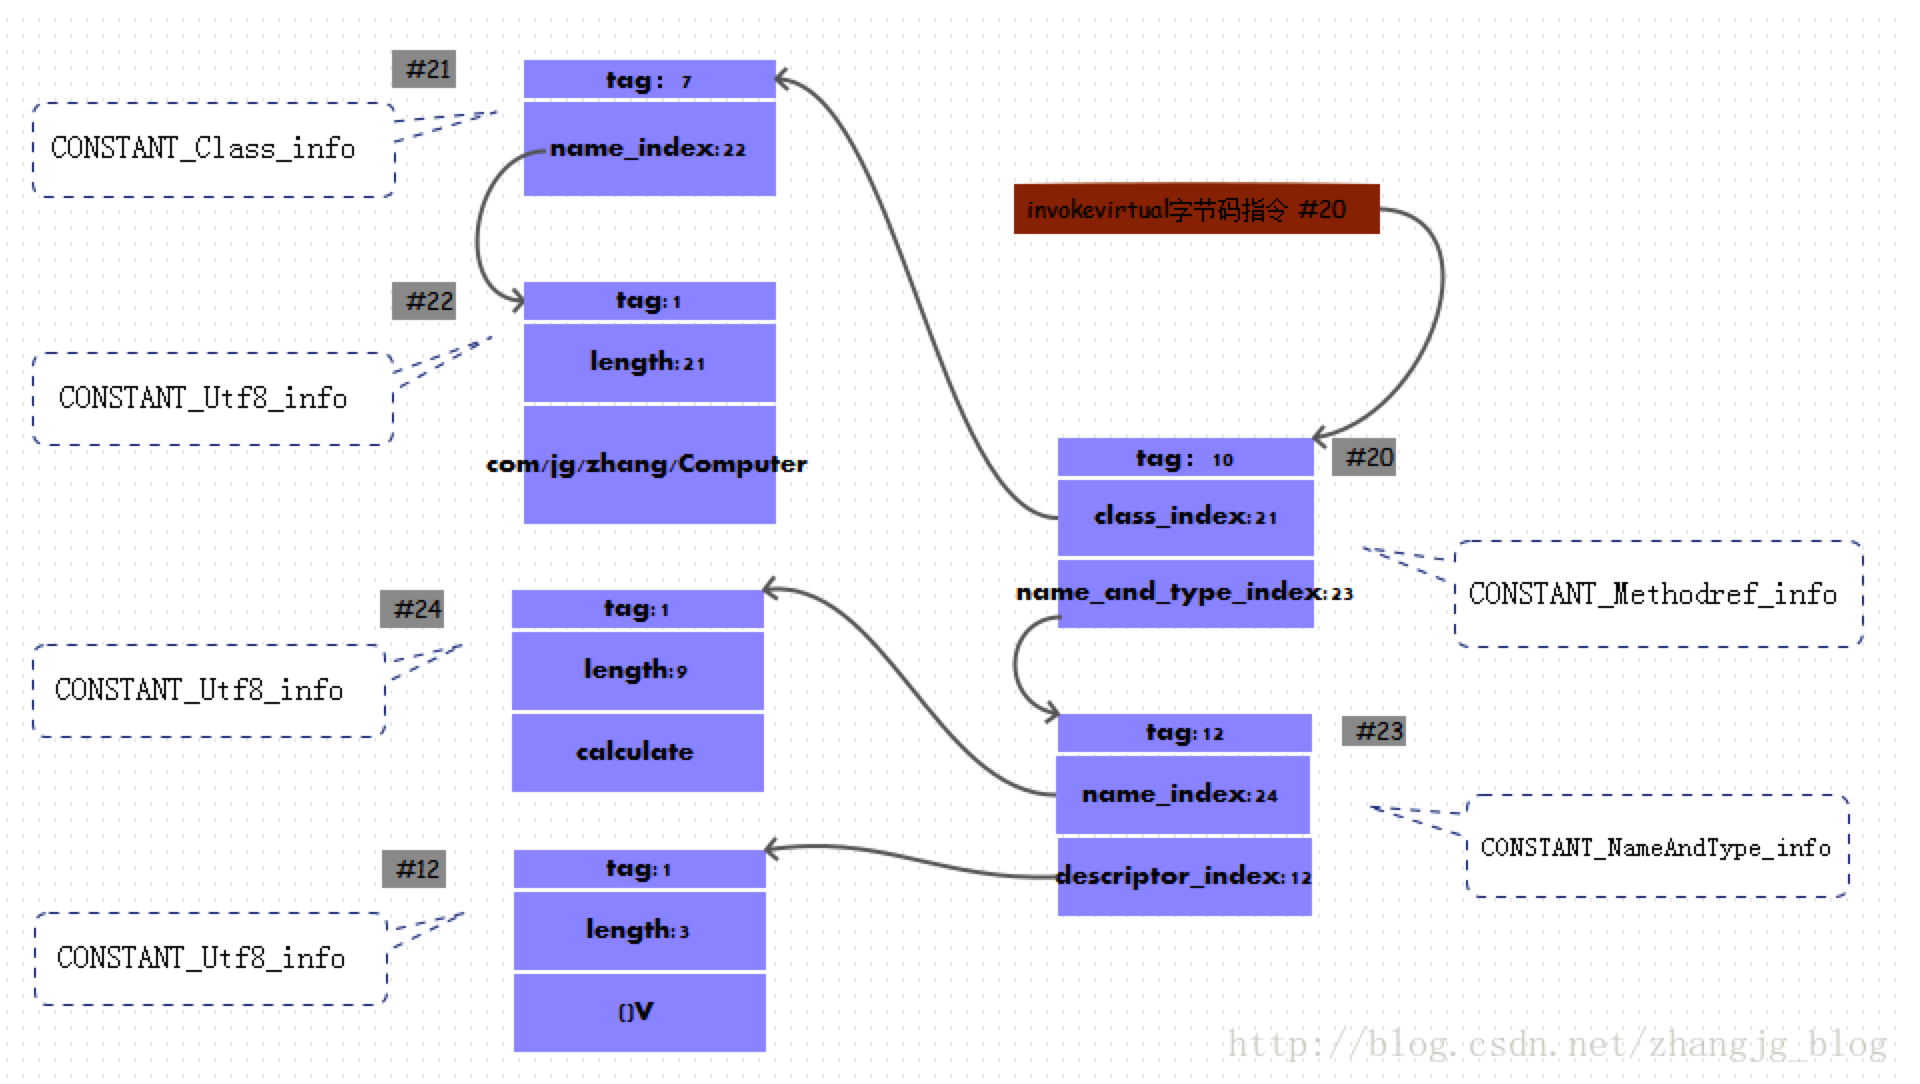 #21
tag: 7
CONSTANT_Class_info
name_index:22
invokevirtual字节码指令 #20
#22
tag:1
length:21
CONSTANT_Utf8_info
com/jg/zhang/Computer
tag: 10
#20
class_index:21
name_and_type_index:23
CONSTANT_Methodref_info
#24
tag:1
length:9
CONSTANT_Utf8_info
calculate
tag:12
#23
name_index:24
CONSTANT_NameAndType_info
descriptor_index:12
#12
tag:1
length:3
CONSTANT_Utf8_info
()V
http://blog.csdn.net/zhangjg_blog